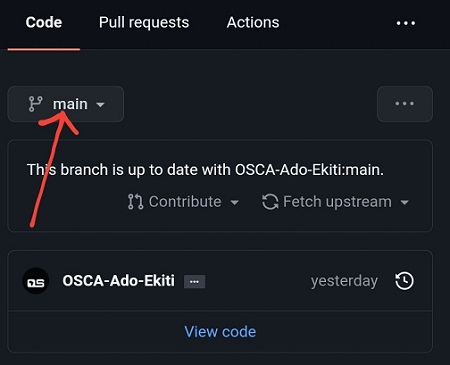 Code Pull requests Actions
main
This branch is up to date with OSCA-Ado-Ekiti:main.
Contribute Fetch upstream
OSCA-Ado-Ekiti yesterday
View code